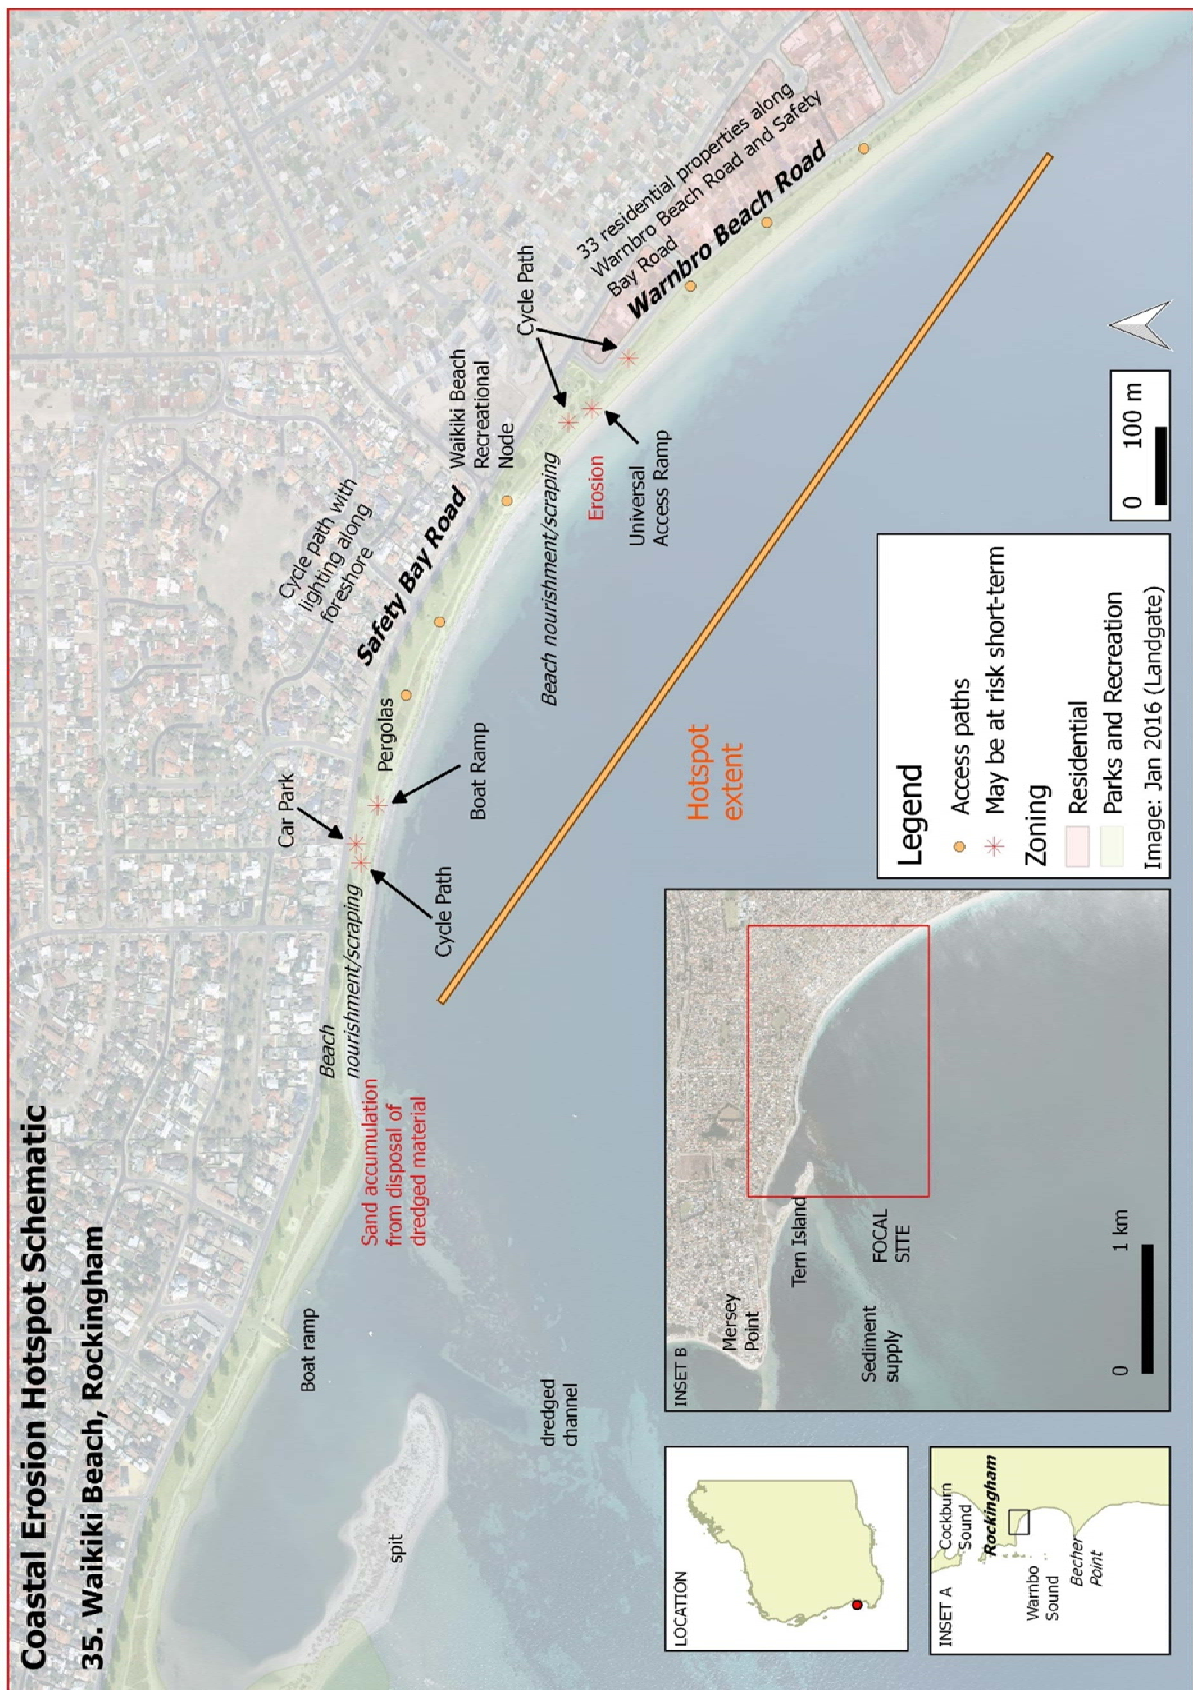 Coastal Erosion Hotspot Schematic
35. Waikiki Beach, Rockingham
Boat ramp
spit
dredged
channel
Sand accumulation
from disposal of
dredged material
Beach
nourishment/scraping
Cycle Path
Car Park
Boat Ramp
Pergolas
Cycle path with
lighting along
foreshore
Safety Bay Road
Waikiki Beach
Recreational
Node
Beach nourishment/scraping
Erosion
Universal
Access Ramp
Cycle Path
33 residential properties along
Warnbro Beach Road and Safety
Bay Road
Warnbro Beach Road
Hotspot
extent
LOCATION
INSET A
Cockburn
Sound
Rockingham
Warnbo
Sound
Becher
Point
INSET B
Mersey
Point
Tern Island
Sediment
supply
FOCAL
SITE
0 1 km
Legend
Access paths
May be at risk short-term
Zoning
Residential
Parks and Recreation
Image: Jan 2016 (Landgate)
0 100 m